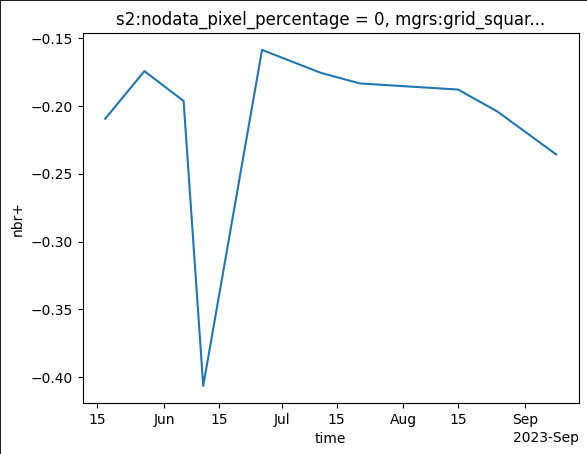 s2:nodata_pixel_percentage = 0, mgrs:grid_squar...
−0.15
−0.20
−0.25
−0.30
−0.35
−0.40
nbr+
15 Jun 15 Jul 15 Aug 15 Sep
time
2023-Sep